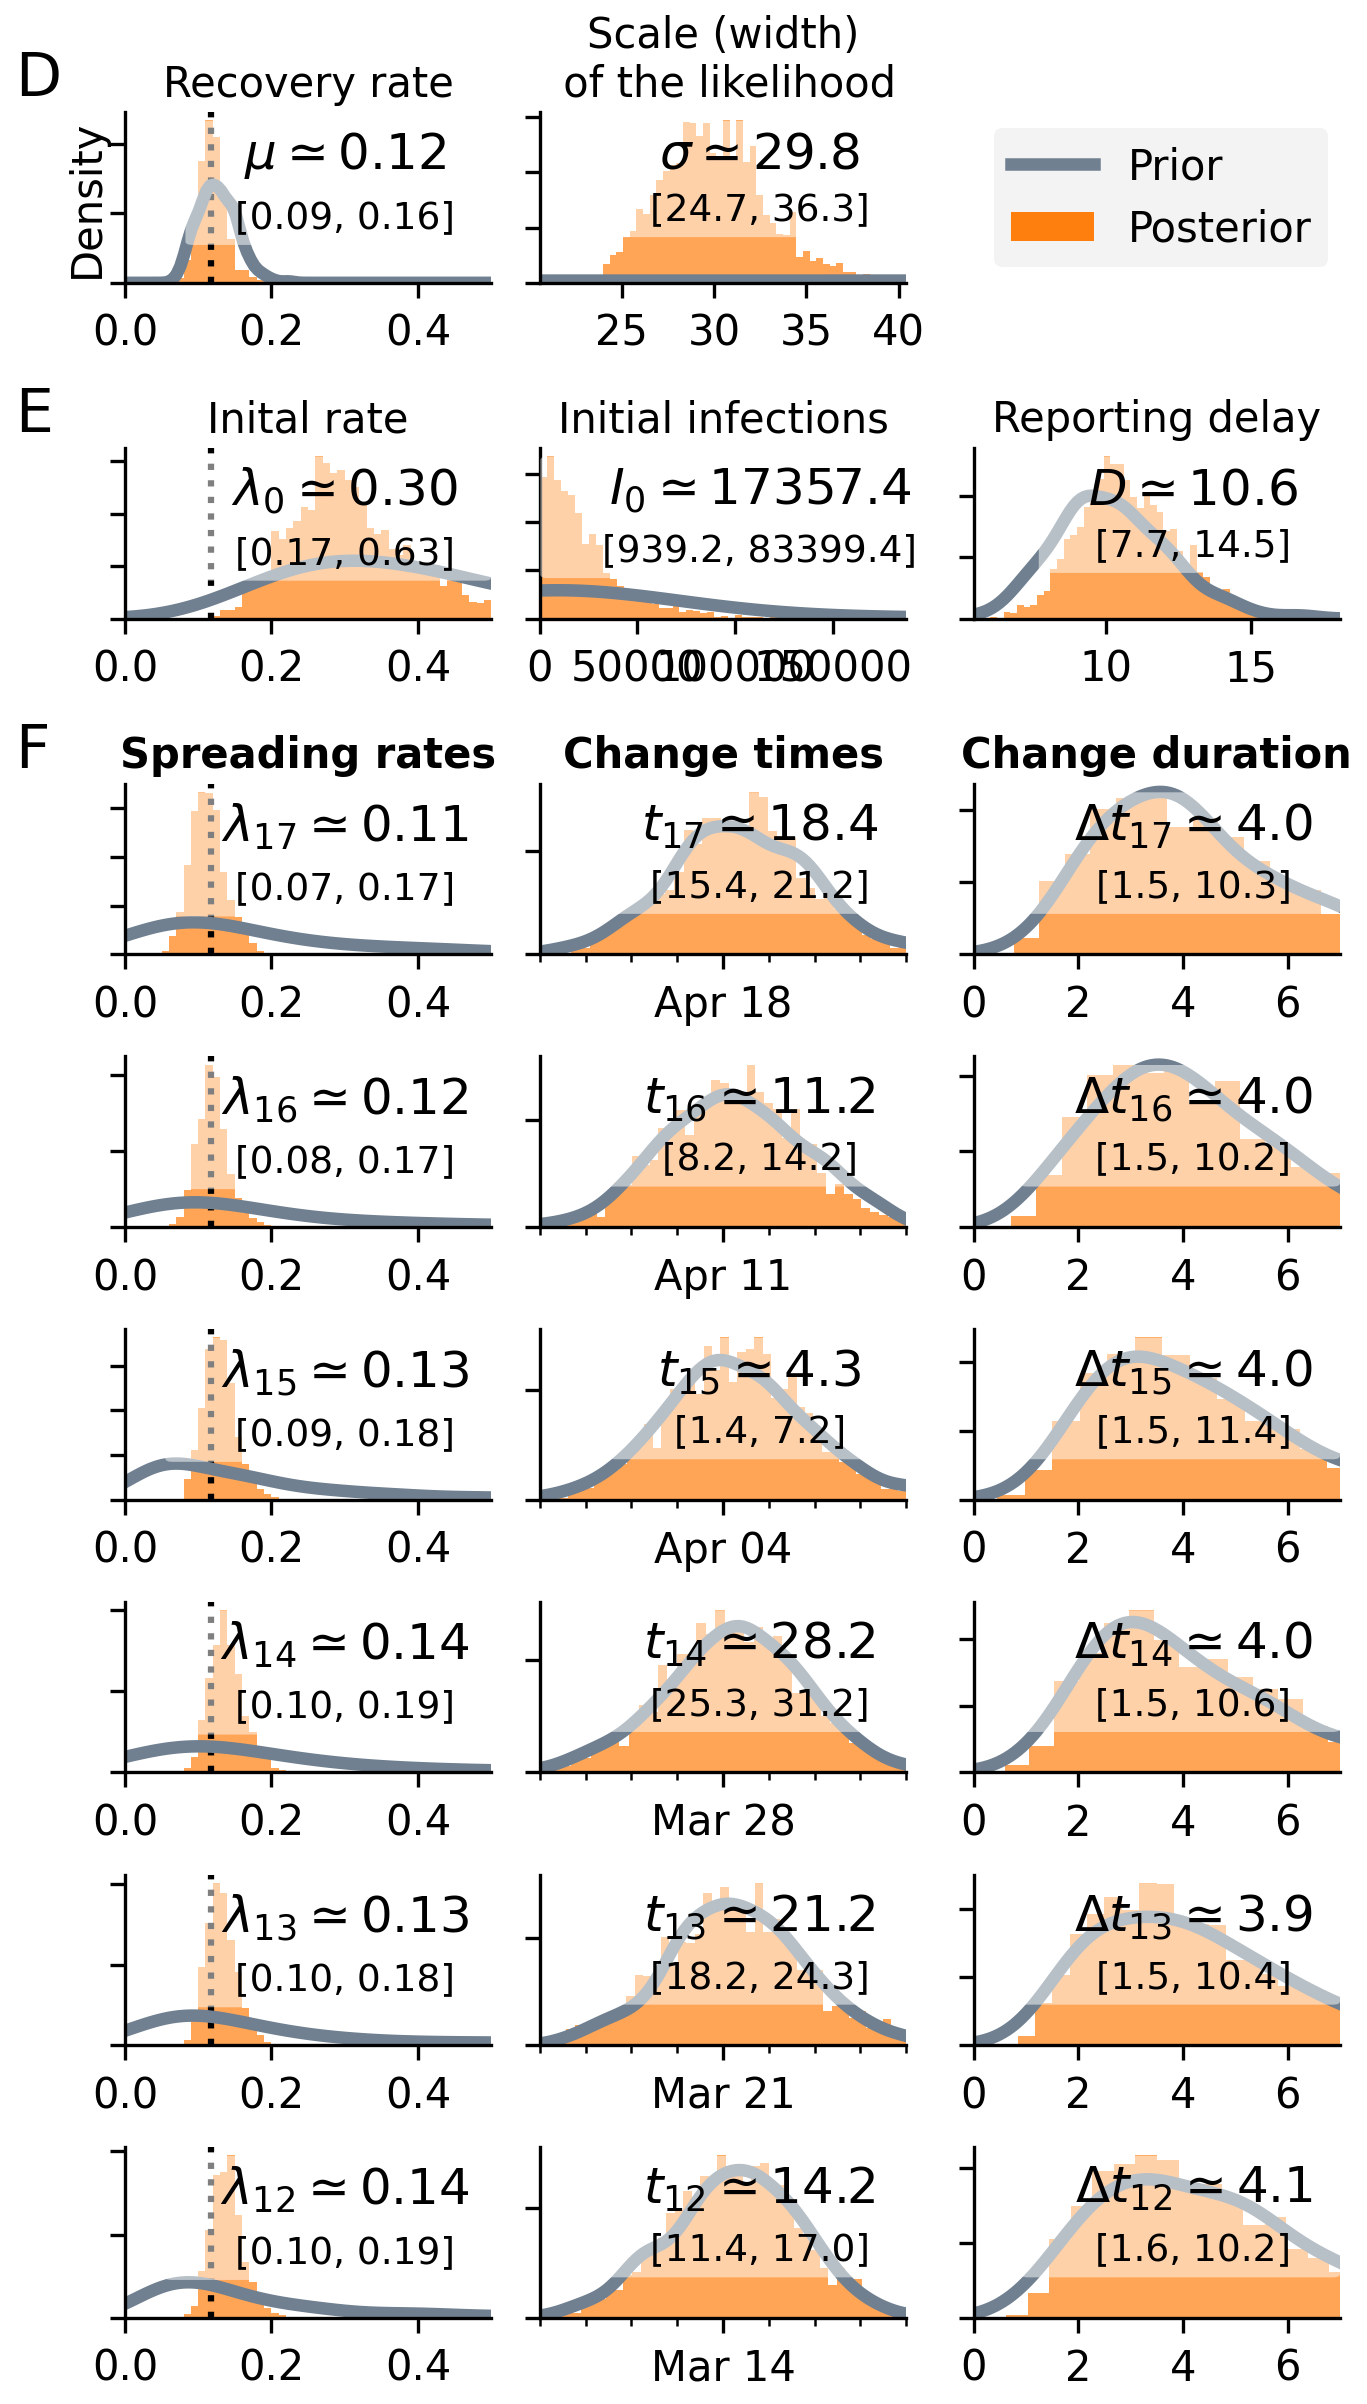 D
Recovery rate
Scale (width)
of the likelihood
Density
μ ≃ 0.12
[0.09, 0.16]
0.0 0.2 0.4
σ ≃ 29.8
[24.7, 36.3]
25 30 35 40
Prior
Posterior
E
Inital rate
λ0 ≃ 0.30
[0.17, 0.63]
0.0 0.2 0.4
Initial infections
I0 ≃ 17357.4
[939.2, 83399.4]
0 50000 100000 150000
Reporting delay
D ≃ 10.6
[7.7, 14.5]
10 15
F
Spreading rates
Change times
Change duration
λ17 ≃ 0.11
[0.07, 0.17]
0.0 0.2 0.4
t17 ≃ 18.4
[15.4, 21.2]
Apr 18
Δt17 ≃ 4.0
[1.5, 10.3]
0 2 4 6
λ16 ≃ 0.12
[0.08, 0.17]
0.0 0.2 0.4
t16 ≃ 11.2
[8.2, 14.2]
Apr 11
Δt16 ≃ 4.0
[1.5, 10.2]
0 2 4 6
λ15 ≃ 0.13
[0.09, 0.18]
0.0 0.2 0.4
t15 ≃ 4.3
[1.4, 7.2]
Apr 04
Δt15 ≃ 4.0
[1.5, 11.4]
0 2 4 6
λ14 ≃ 0.14
[0.10, 0.19]
0.0 0.2 0.4
t14 ≃ 28.2
[25.3, 31.2]
Mar 28
Δt14 ≃ 4.0
[1.5, 10.6]
0 2 4 6
λ13 ≃ 0.13
[0.10, 0.18]
0.0 0.2 0.4
t13 ≃ 21.2
[18.2, 24.3]
Mar 21
Δt13 ≃ 3.9
[1.5, 10.4]
0 2 4 6
λ12 ≃ 0.14
[0.10, 0.19]
0.0 0.2 0.4
t12 ≃ 14.2
[11.4, 17.0]
Mar 14
Δt12 ≃ 4.1
[1.6, 10.2]
0 2 4 6